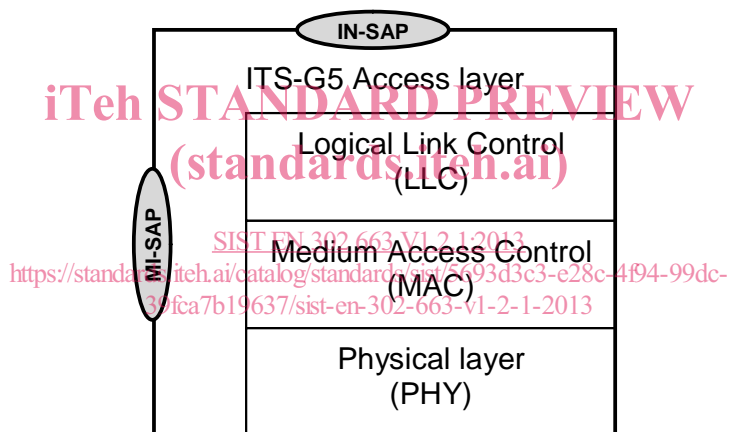 IN-SAP
ITS-G5 Access layer
iTeh STANDARD PREVIEW
Logical Link Control
(standards.iteh.ai)
(LLC)
MI-SAP
SIST EN 302 663 V1.2.1:2013
Medium Access Control
https://standards.iteh.ai/catalog/standards/sist/5693d3c3-e28c-4f94-99dc-
(MAC)
39fca7b19637/sist-en-302-663-v1-2-1-2013
Physical layer
(PHY)